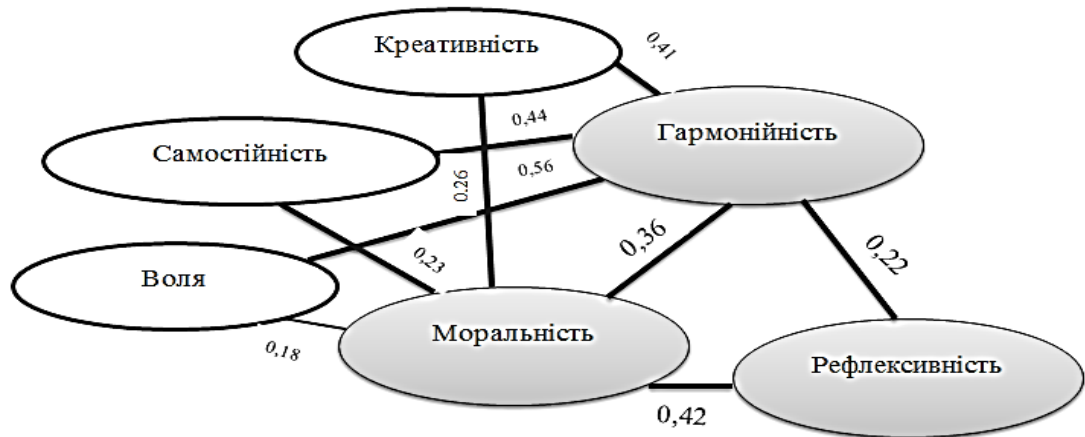 Креативність
0,41
0,44
Гармонійність
Самостійність
0.26
0,56
0,23
0,36
0,22
Воля
Моральність
0,18
Рефлексивність
0,42